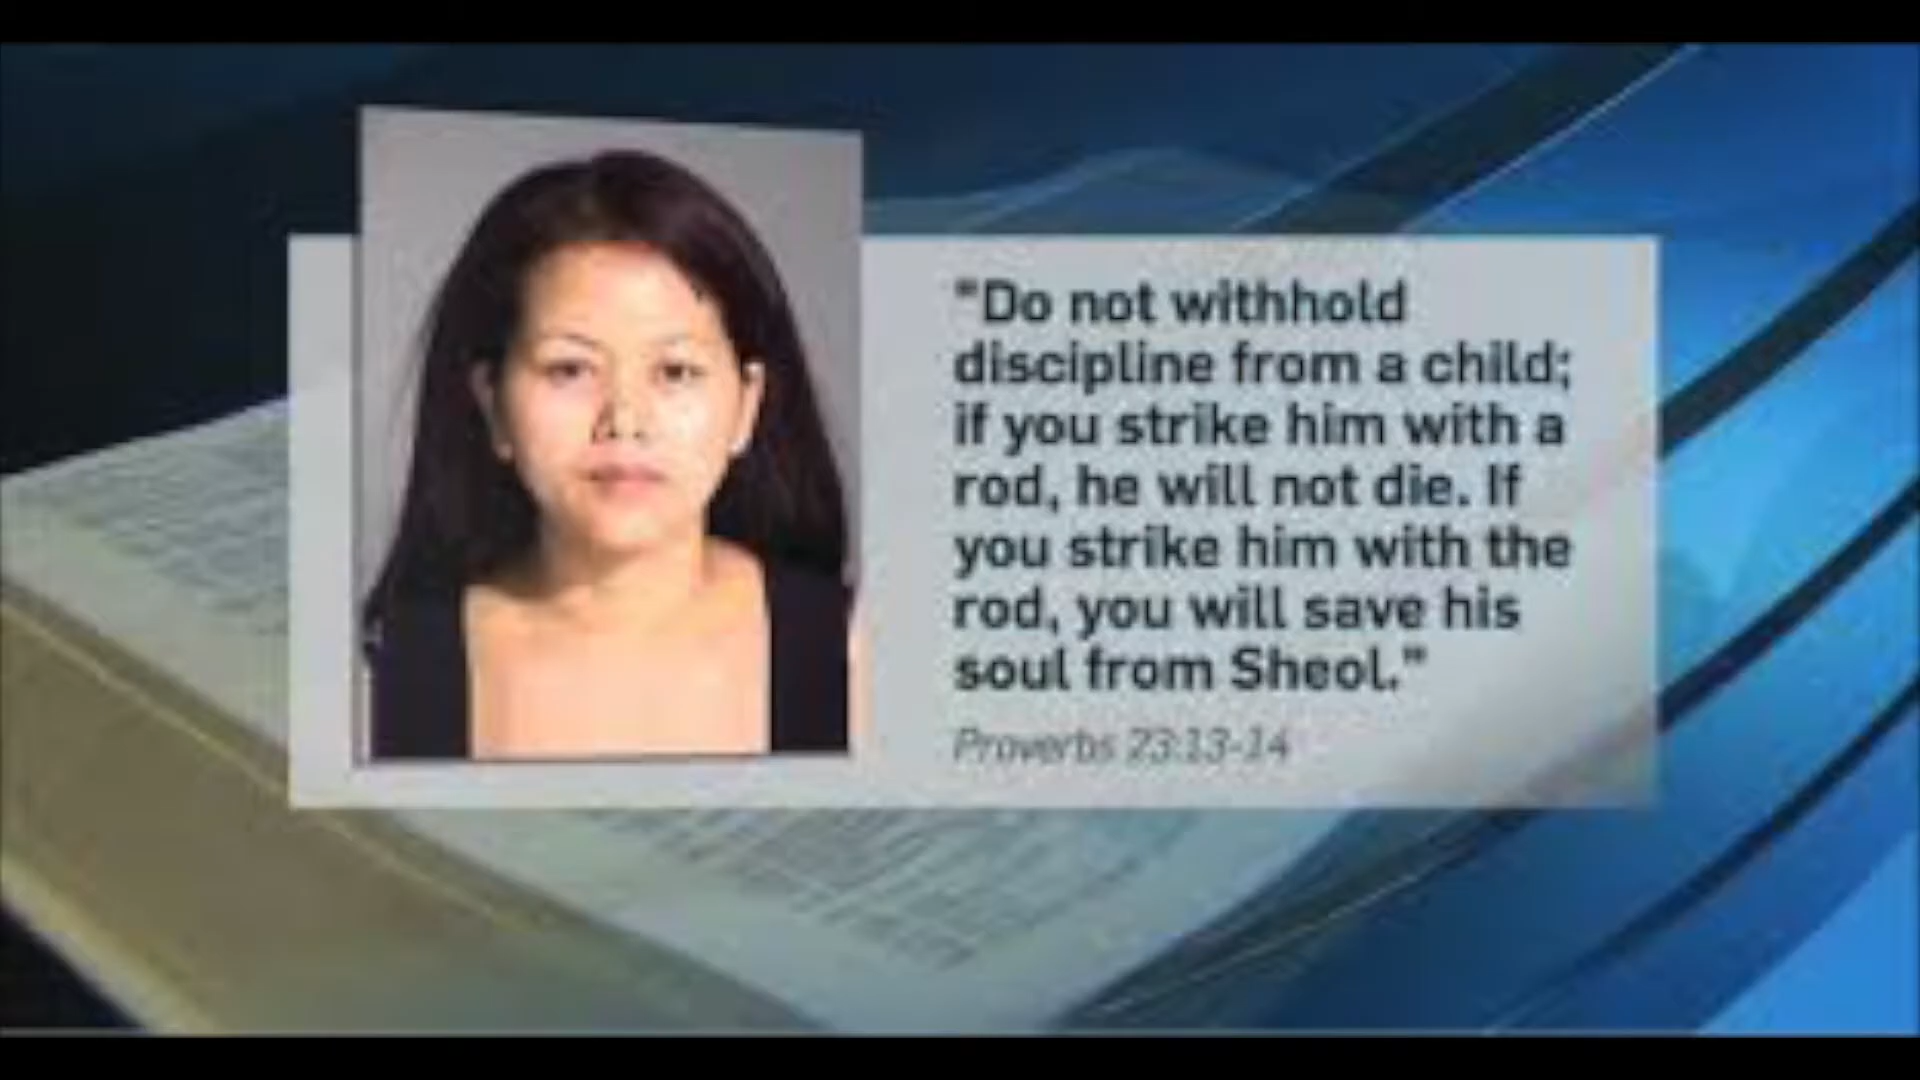 "Do not withhold
discipline from a child;
if you strike him with a
rod, he will not die. If
you strike him with the
rod, you will save his
soul from Sheol."
Proverbs 23:13-14